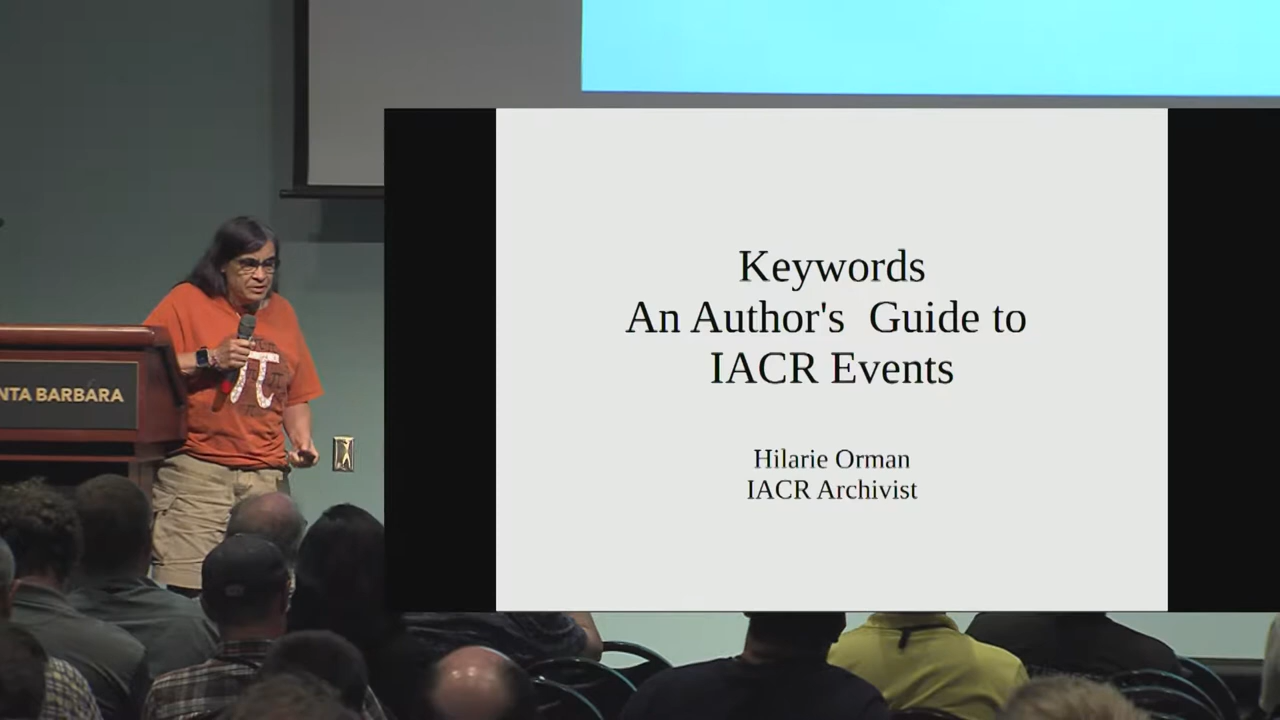 NTA BARBARA
π
Keywords
An Author's  Guide to
IACR Events
Hilarie Orman
IACR Archivist